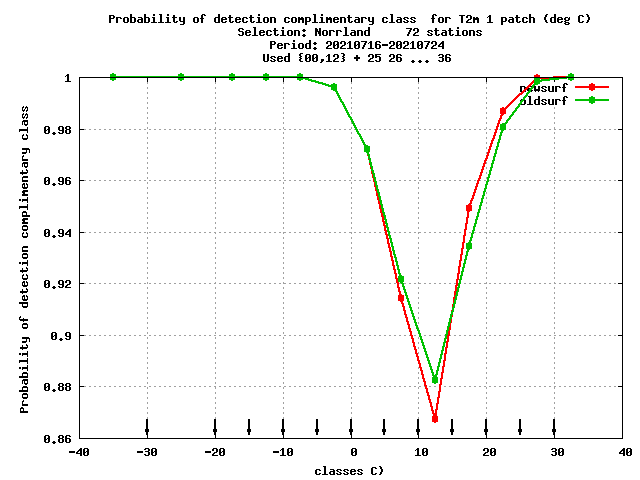 Probability of detection complimentary class  for T2m 1 patch (deg C)
Selection: Norrland     72 stations
Period: 20210716-20210724
Used {00,12} + 25 26 ... 36
newsurf
oldsurf
Probability of detection complimentary class
1
0.98
0.96
0.94
0.92
0.9
0.88
0.86
-40 -30 -20 -10 0 10 20 30 40
classes C)